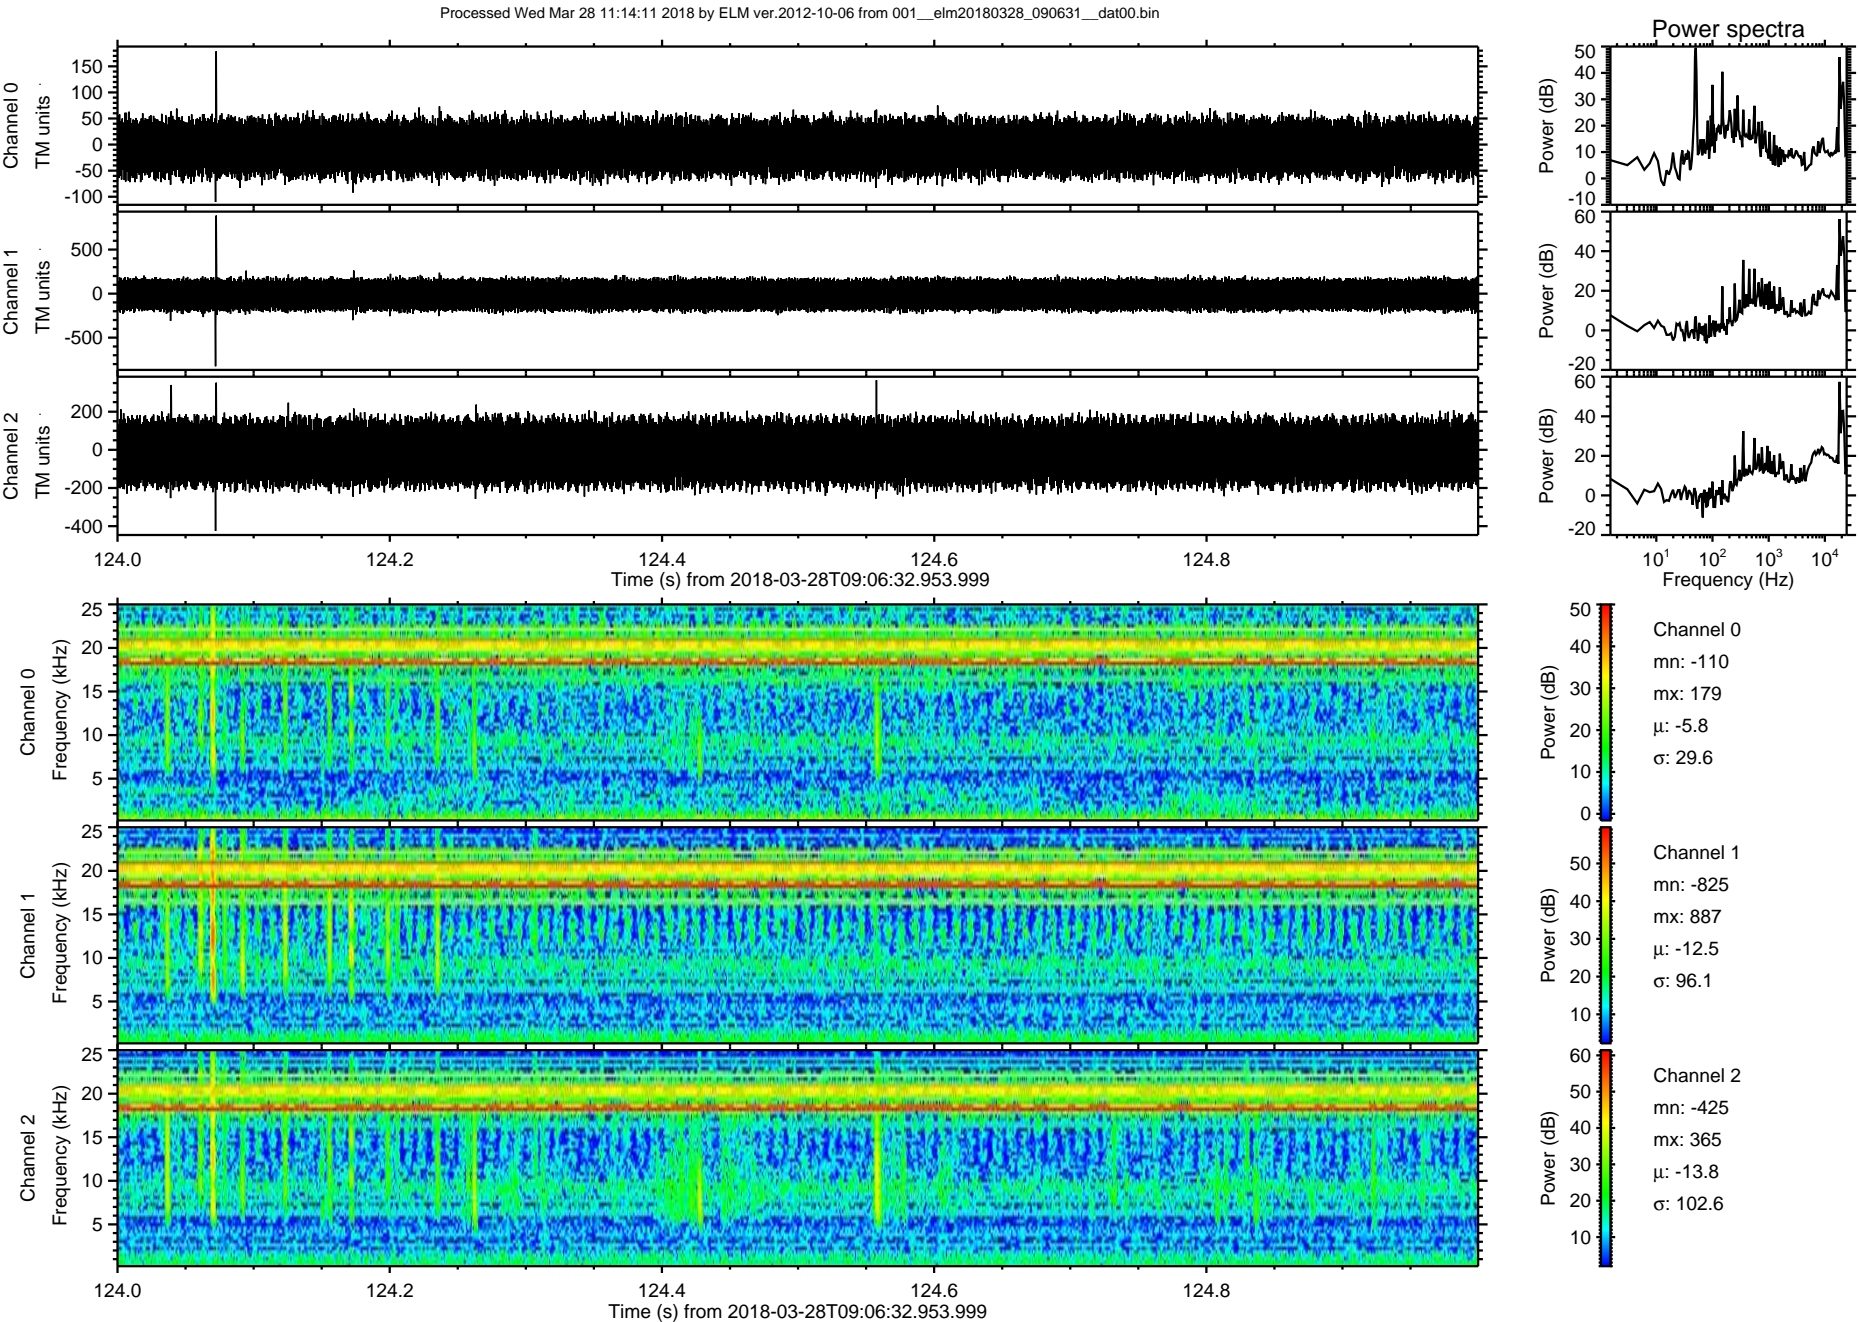 Processed Wed Mar 28 11:14:11 2018 by ELM ver.2012-10-06 from 001__elm20180328_090631__dat00.bin
Power spectra
Channel 0
TM units
150
100
50
0
-50
-100
Power (dB)
50
40
30
20
10
0
-10
Channel 1
TM units
500
0
-500
Power (dB)
60
40
20
0
-20
Channel 2
TM units
200
0
-200
-400
Power (dB)
60
40
20
0
-20
124.0 124.2 124.4 124.6 124.8
Time (s) from 2018-03-28T09:06:32.953.999
10^1 10^2 10^3 10^4
Frequency (Hz)
Channel 0
Frequency (kHz)
25
20
15
10
5
Power (dB)
50
40
30
20
10
0
Channel 0
mn: -110
mx: 179
μ: -5.8
σ: 29.6
Channel 1
Frequency (kHz)
25
20
15
10
5
Power (dB)
50
40
30
20
10
Channel 1
mn: -825
mx: 887
μ: -12.5
σ: 96.1
Channel 2
Frequency (kHz)
25
20
15
10
5
Power (dB)
60
50
40
30
20
10
Channel 2
mn: -425
mx: 365
μ: -13.8
σ: 102.6
124.0 124.2 124.4 124.6 124.8
Time (s) from 2018-03-28T09:06:32.953.999